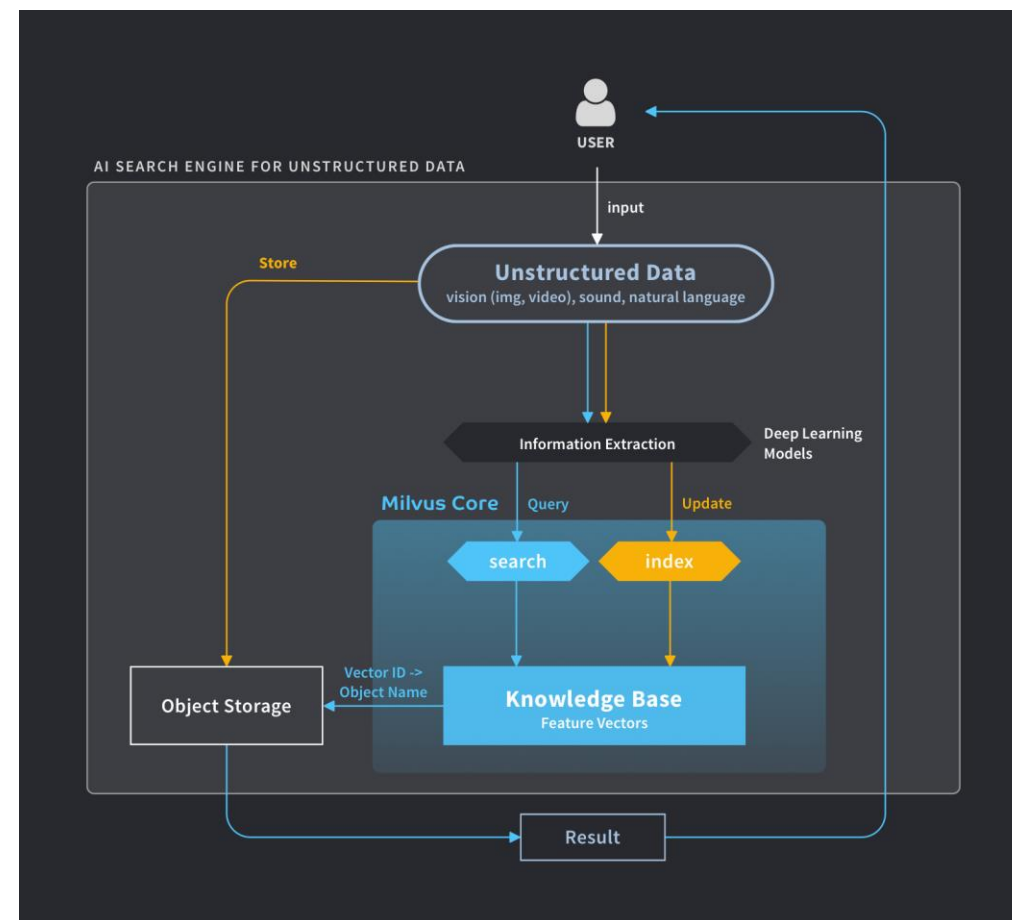 USER
AI SEARCH ENGINE FOR UNSTRUCTURED DATA
input
Store
Unstructured Data
vision (img, video), sound, natural language
Information Extraction
Deep Learning
Models
Milvus Core
Query
Update
search
index
Vector ID ->
Object Name
Object Storage
Knowledge Base
Feature Vectors
Result